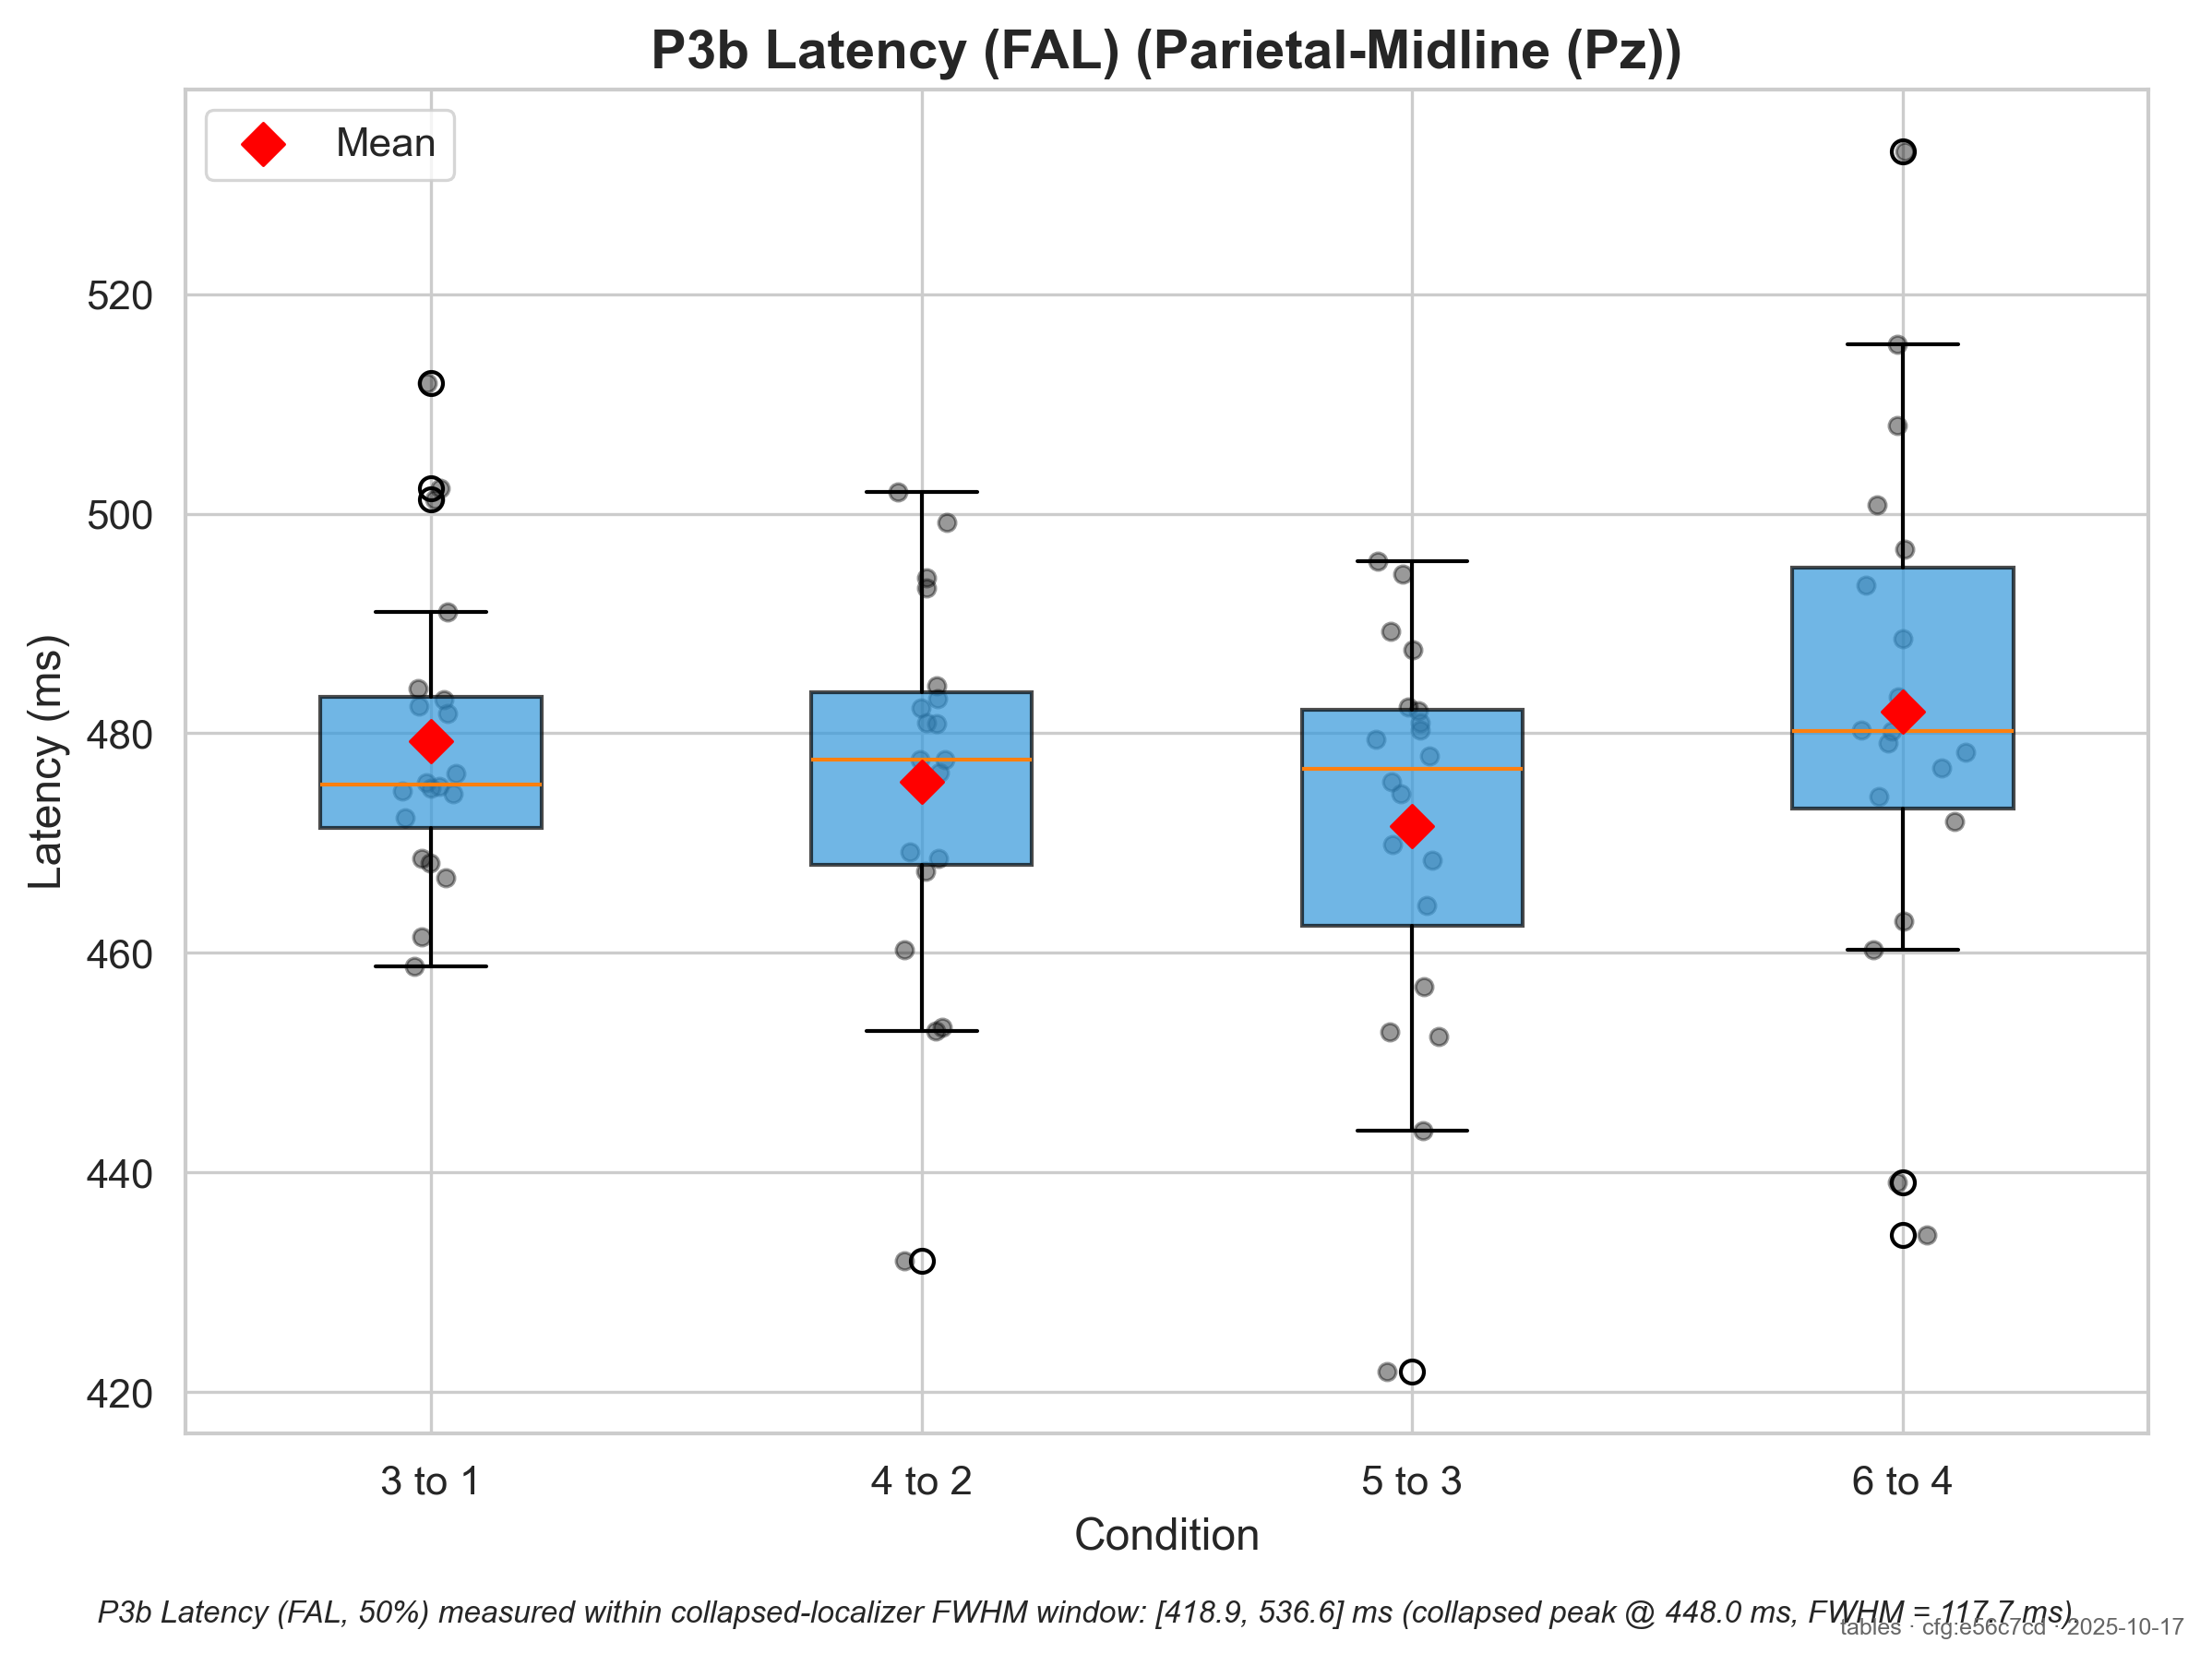 P3b Latency (FAL) (Parietal-Midline (Pz))
Mean
Latency (ms)
520
500
480
460
440
420
3 to 1
4 to 2
5 to 3
6 to 4
Condition
P3b Latency (FAL, 50%) measured within collapsed-localizer FWHM window: [418.9, 536.6] ms (collapsed peak @ 448.0 ms, FWHM = 117.7 ms)
tables · cfg:e56c7cd · 2025-10-17